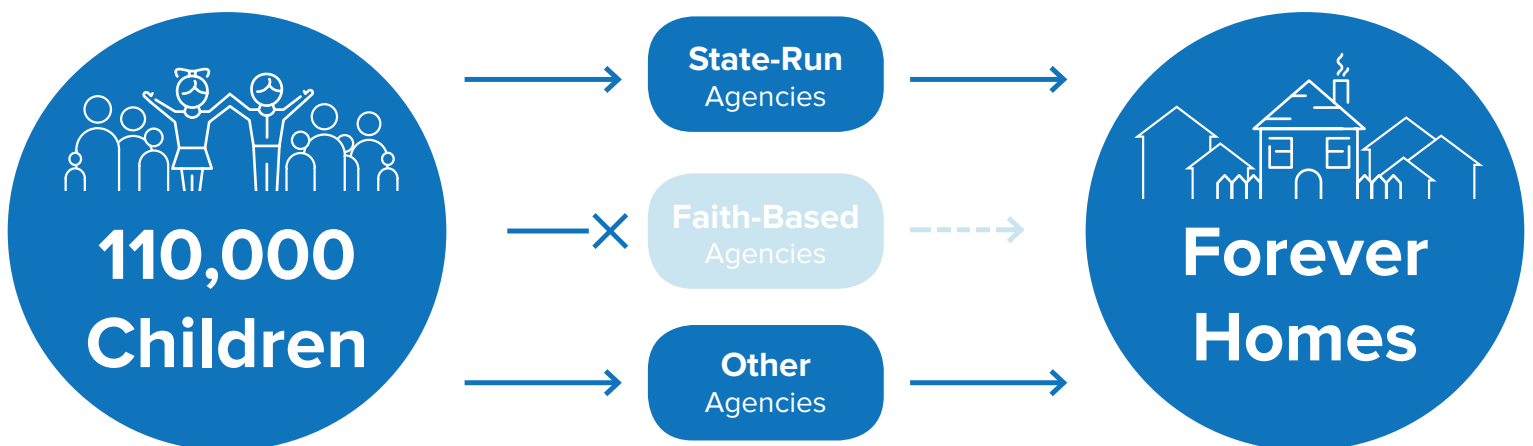 110,000
Children
State-Run
Agencies
Faith-Based
Agencies
Other
Agencies
Forever
Homes